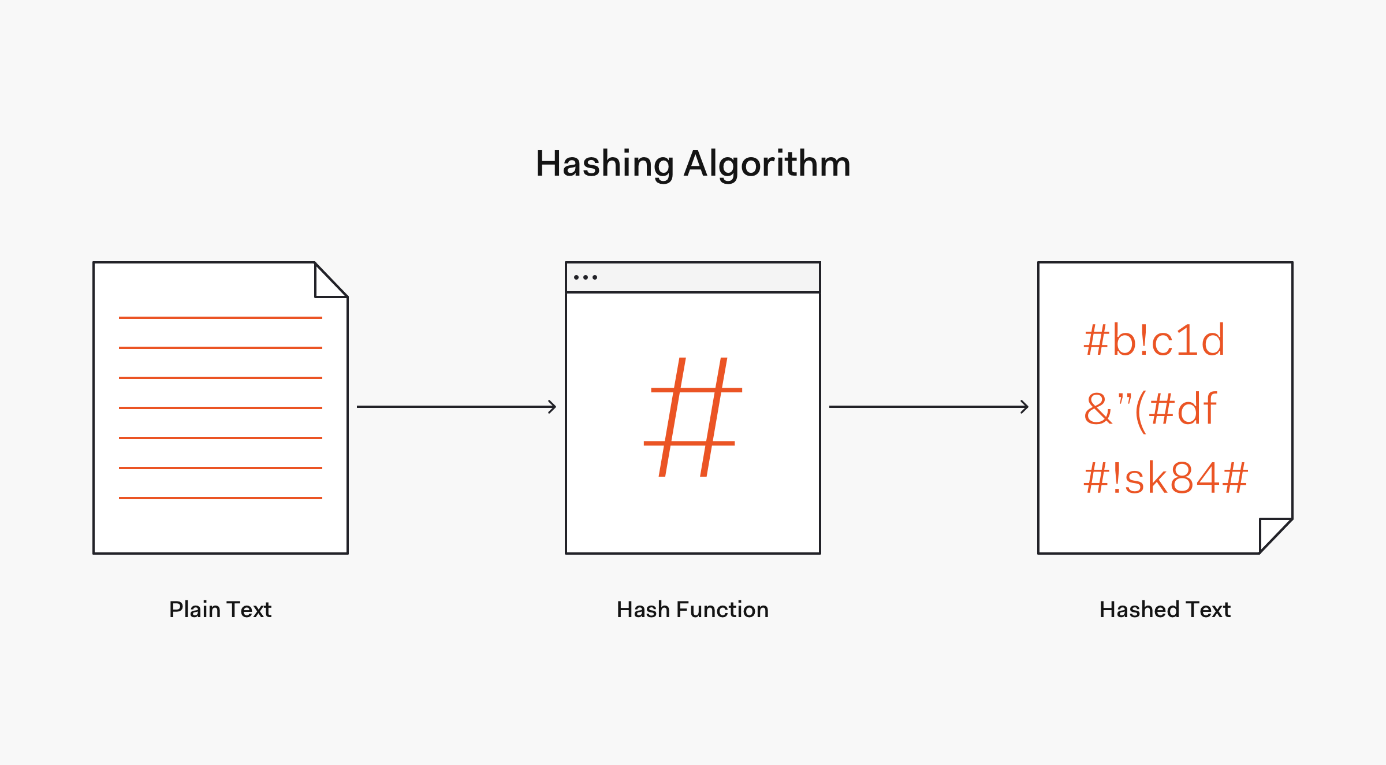 Hashing Algorithm
#
#b!c1d
&”(#df
#!sk84#
Plain Text
Hash Function
Hashed Text